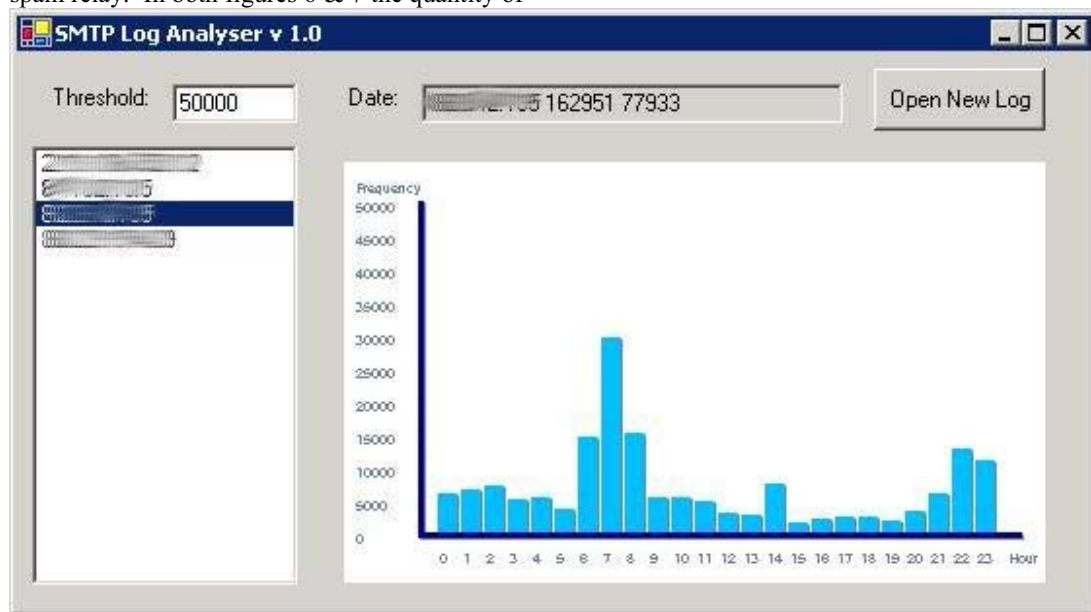 spam relay. In both figures 6 & 7 the quantity of
SMTP Log Analyser v 1.0
Threshold: 50000 Date: 162951 77933 Open New Log
Frequency
50000
45000
40000
35000
30000
25000
20000
15000
10000
5000
0
0 1 2 3 4 5 6 7 8 9 10 11 12 13 14 15 16 17 18 19 20 21 22 23 Hour